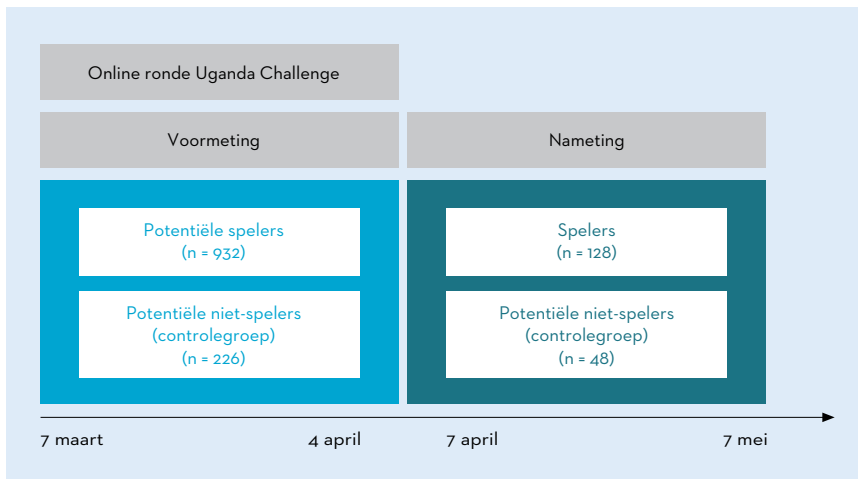 Online ronde Uganda Challenge
Voormeting
Nameting
Potentiële spelers
(n = 932)
Spelers
(n = 128)
Potentiële niet-spelers
(controlegroep)
(n = 226)
Potentiële niet-spelers
(controlegroep)
(n = 48)
7 maart
4 april
7 april
7 mei